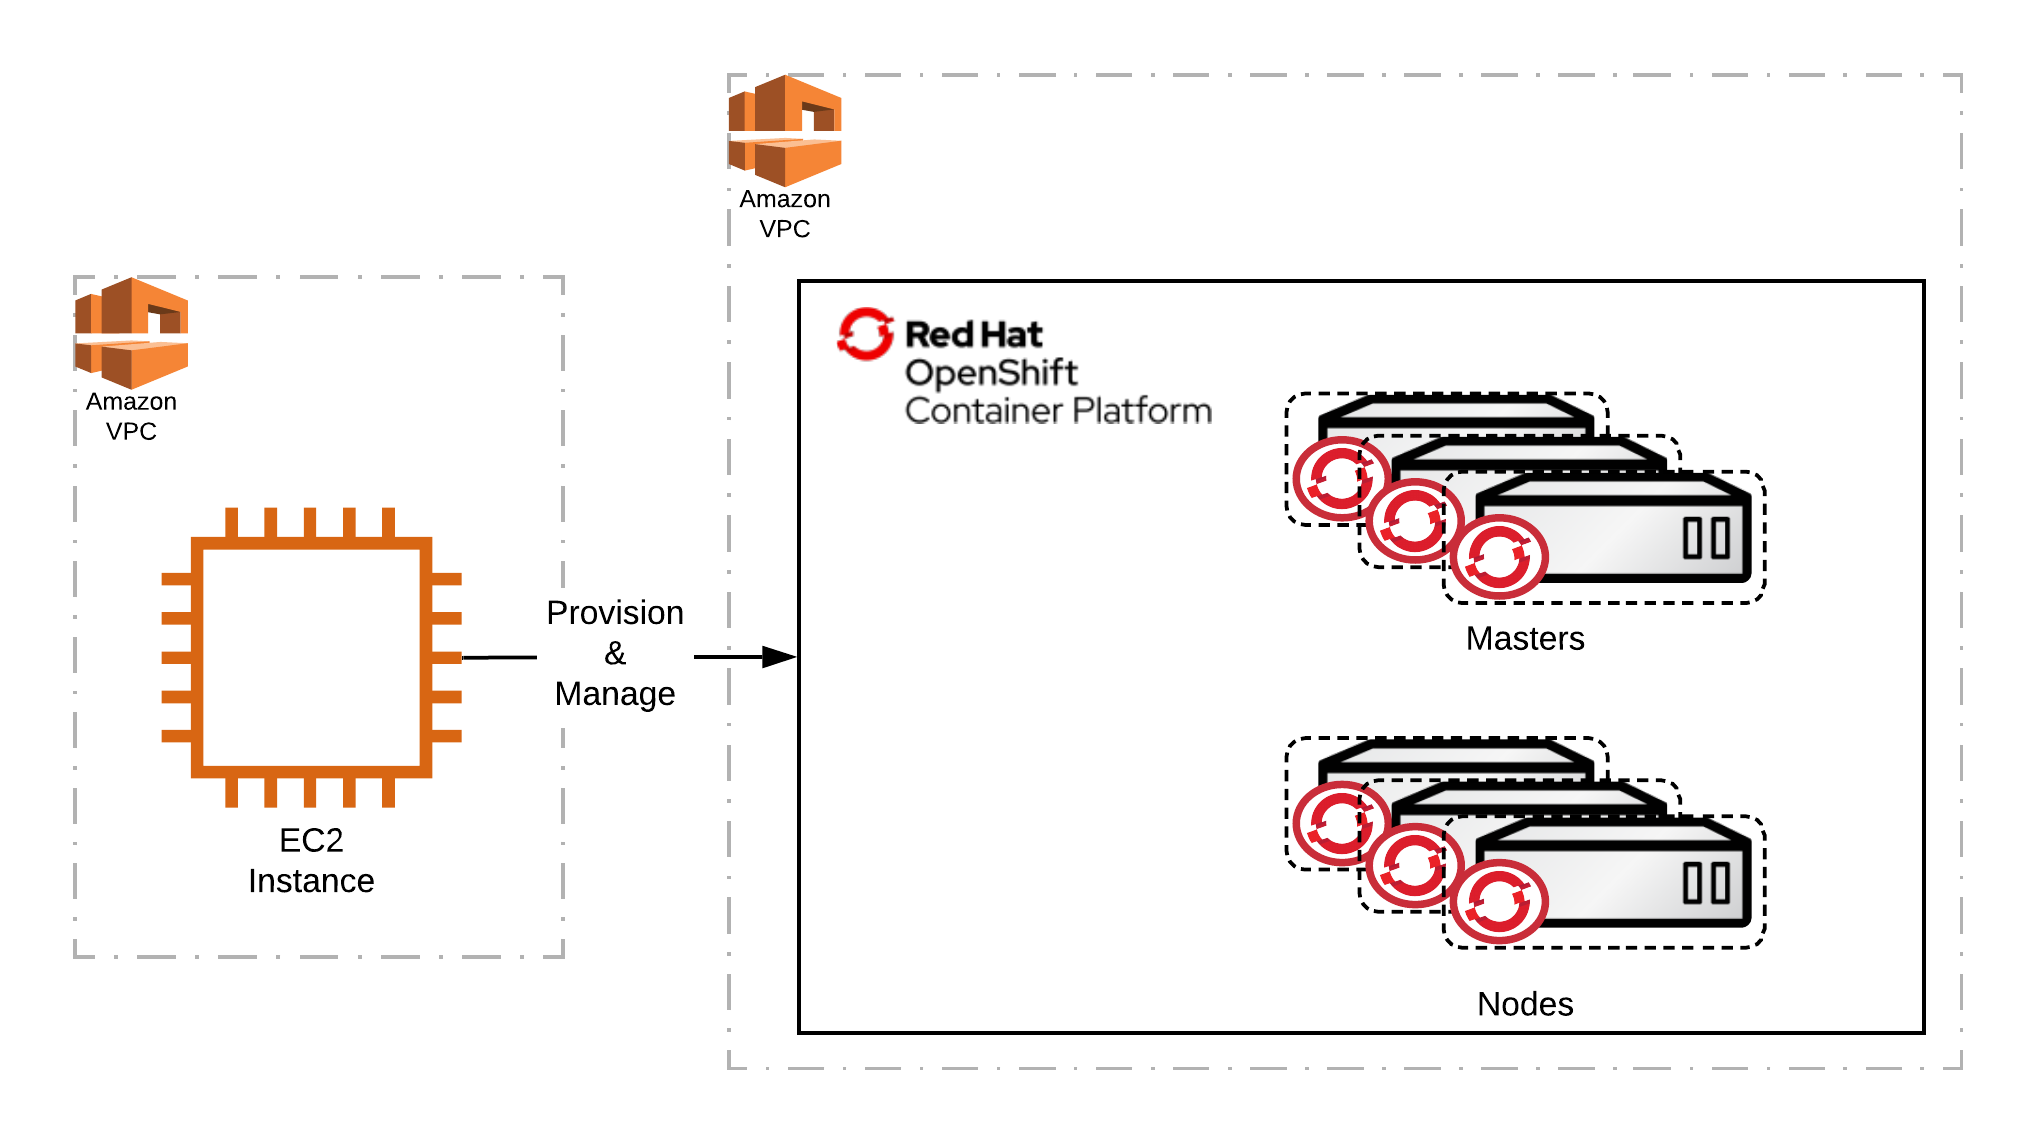 Amazon
VPC
Amazon
VPC
EC2
Instance
Provision
&
Manage
Red Hat
OpenShift
Container Platform
Masters
Nodes